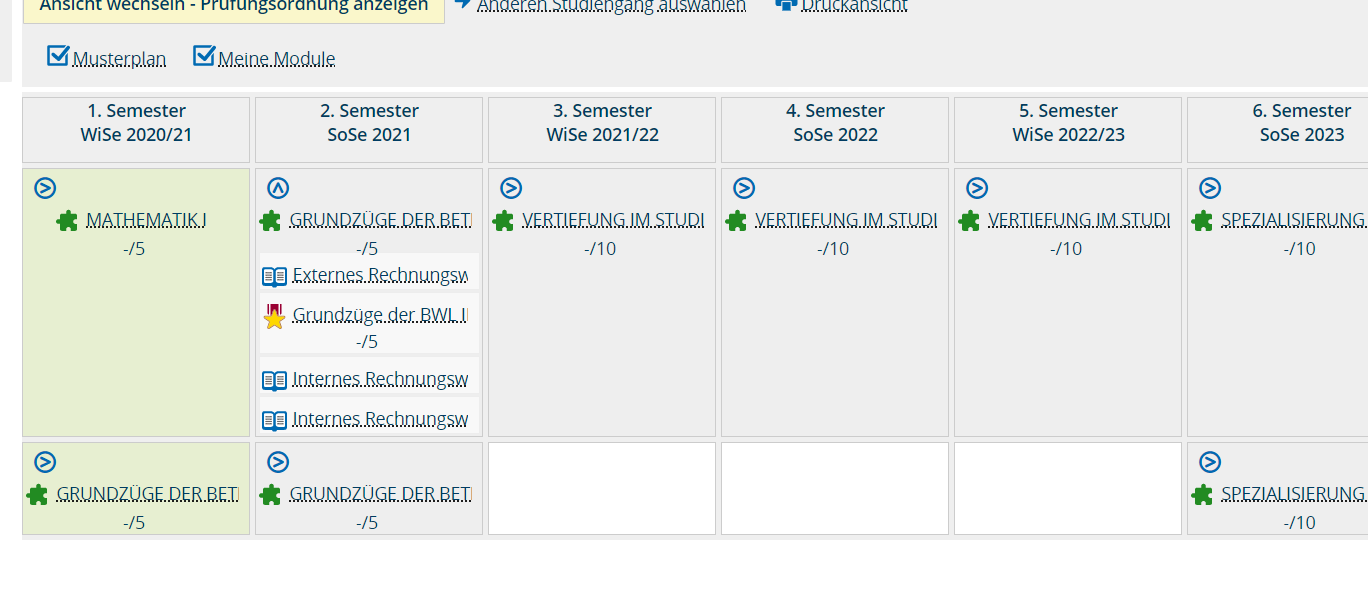 Ansicht wechseln - Prüfungsordnung anzeigen
Anderen Studiengang auswählen
Druckansicht
Musterplan
Meine Module
1. Semester
WiSe 2020/21
2. Semester
SoSe 2021
3. Semester
WiSe 2021/22
4. Semester
SoSe 2022
5. Semester
WiSe 2022/23
6. Semester
SoSe 2023
MATHEMATIK I
-/5
GRUNDZÜGE DER BET
-/5
Externes Rechnungsw
Grundzüge der BWL I
-/5
Internes Rechnungsw
Internes Rechnungsw
VERTIEFUNG IM STUDI
-/10
VERTIEFUNG IM STUDI
-/10
VERTIEFUNG IM STUDI
-/10
SPEZIALISIERUNG
-/10
GRUNDZÜGE DER BET
-/5
GRUNDZÜGE DER BET
-/5
SPEZIALISIERUNG
-/10